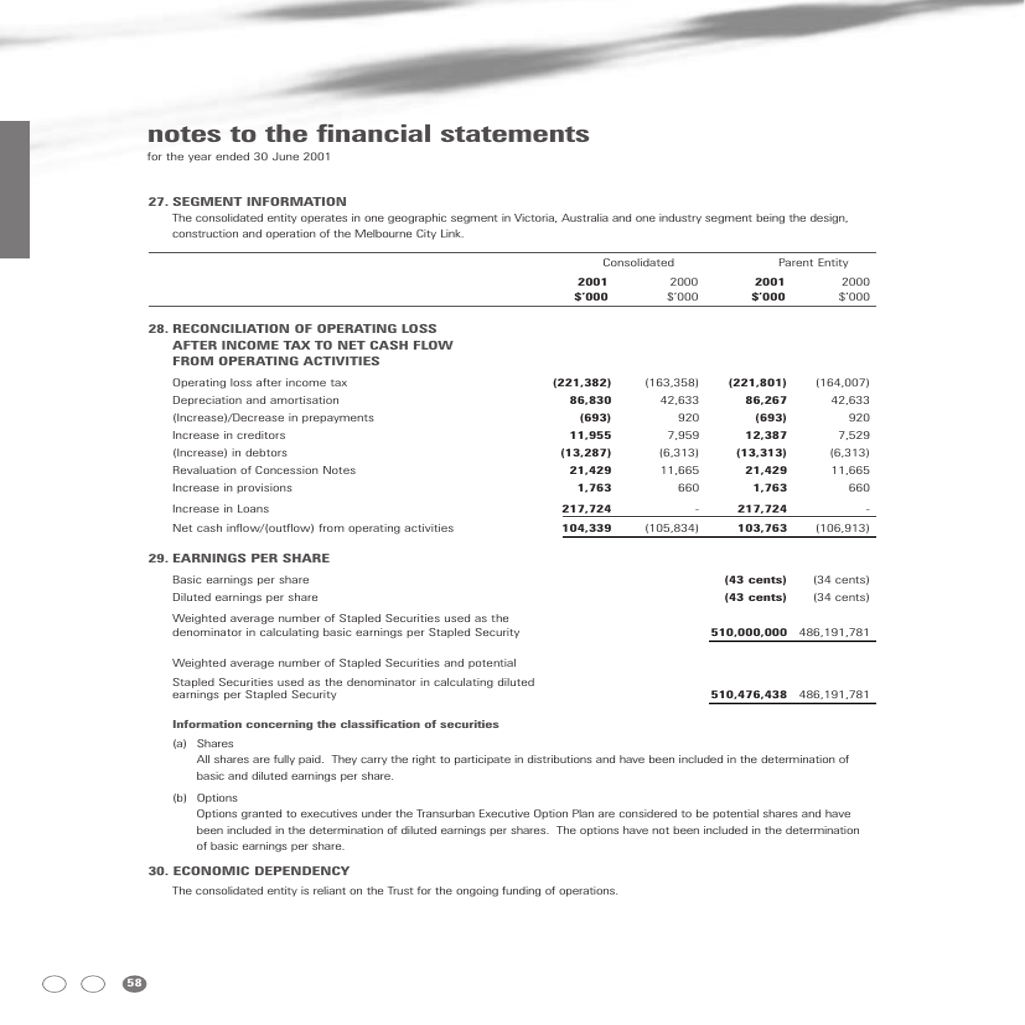 notes to the financial statements
for the year ended 30 June 2001
27. SEGMENT INFORMATION
The consolidated entity operates in one geographic segment in Victoria, Australia and one industry segment being the design,
construction and operation of the Melbourne City Link.
Consolidated Parent Entity
2001 2000 2001 2000
$'000 $'000 $'000 $'000
28. RECONCILIATION OF OPERATING LOSS
AFTER INCOME TAX TO NET CASH FLOW
FROM OPERATING ACTIVITIES
Operating loss after income tax (221,382) (163,358) (221,801) (164,007)
Depreciation and amortisation 86,830 42,633 86,267 42,633
(Increase)/Decrease in prepayments (693) 920 (693) 920
Increase in creditors 11,955 7,959 12,387 7,529
(Increase) in debtors (13,287) (6,313) (13,313) (6,313)
Revaluation of Concession Notes 21,429 11,665 21,429 11,665
Increase in provisions 1,763 660 1,763 660
Increase in Loans 217,724 - 217,724 -
Net cash inflow/(outflow) from operating activities 104,339 (105,834) 103,763 (106,913)
29. EARNINGS PER SHARE
Basic earnings per share (43 cents) (34 cents)
Diluted earnings per share (43 cents) (34 cents)
Weighted average number of Stapled Securities used as the
denominator in calculating basic earnings per Stapled Security 510,000,000 486,191,781
Weighted average number of Stapled Securities and potential
Stapled Securities used as the denominator in calculating diluted
earnings per Stapled Security 510,476,438 486,191,781
Information concerning the classification of securities
(a) Shares
All shares are fully paid. They carry the right to participate in distributions and have been included in the determination of
basic and diluted earnings per share.
(b) Options
Options granted to executives under the Transurban Executive Option Plan are considered to be potential shares and have
been included in the determination of diluted earnings per shares. The options have not been included in the determination
of basic earnings per share.
30. ECONOMIC DEPENDENCY
The consolidated entity is reliant on the Trust for the ongoing funding of operations.
58